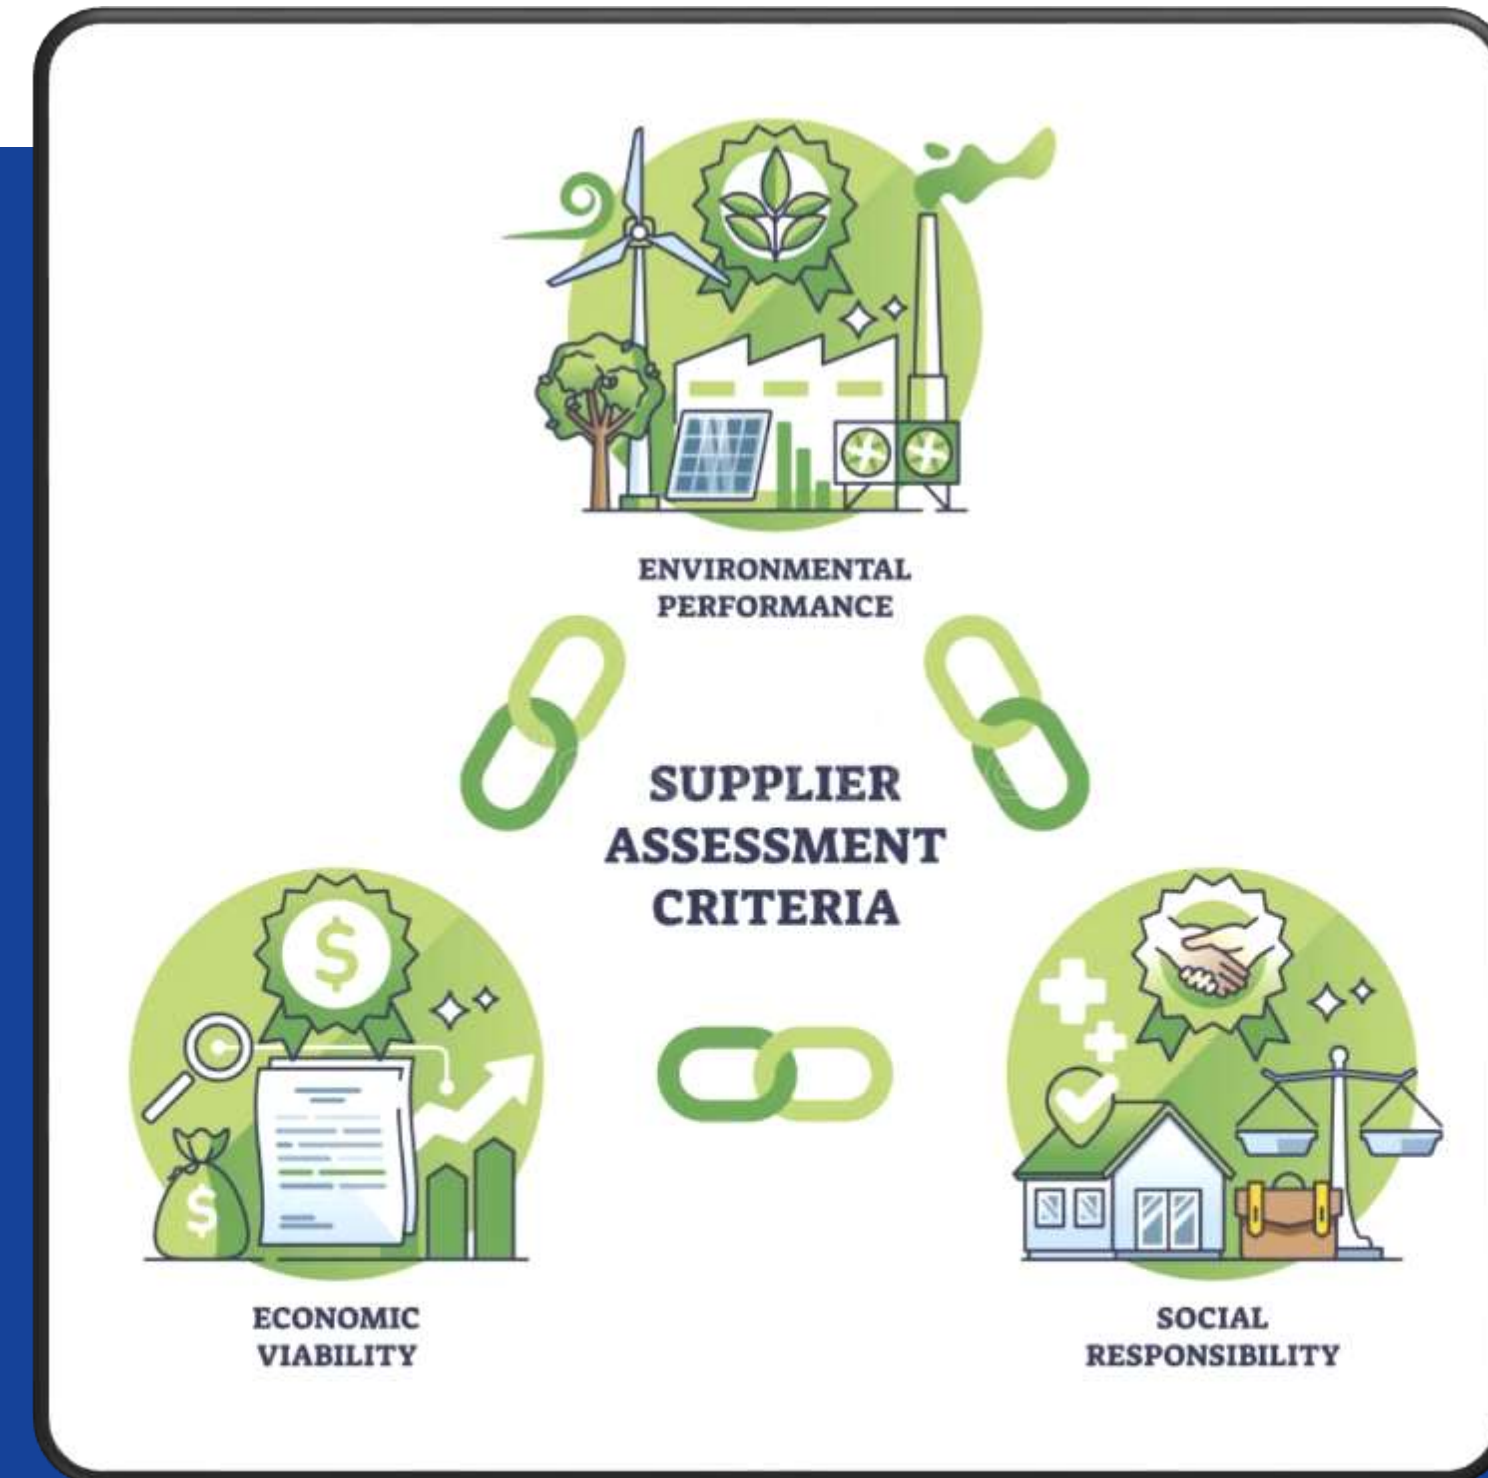 ENVIRONMENTAL
PERFORMANCE
SUPPLIER
ASSESSMENT
CRITERIA
$
$
ECONOMIC
VIABILITY
SOCIAL
RESPONSIBILITY